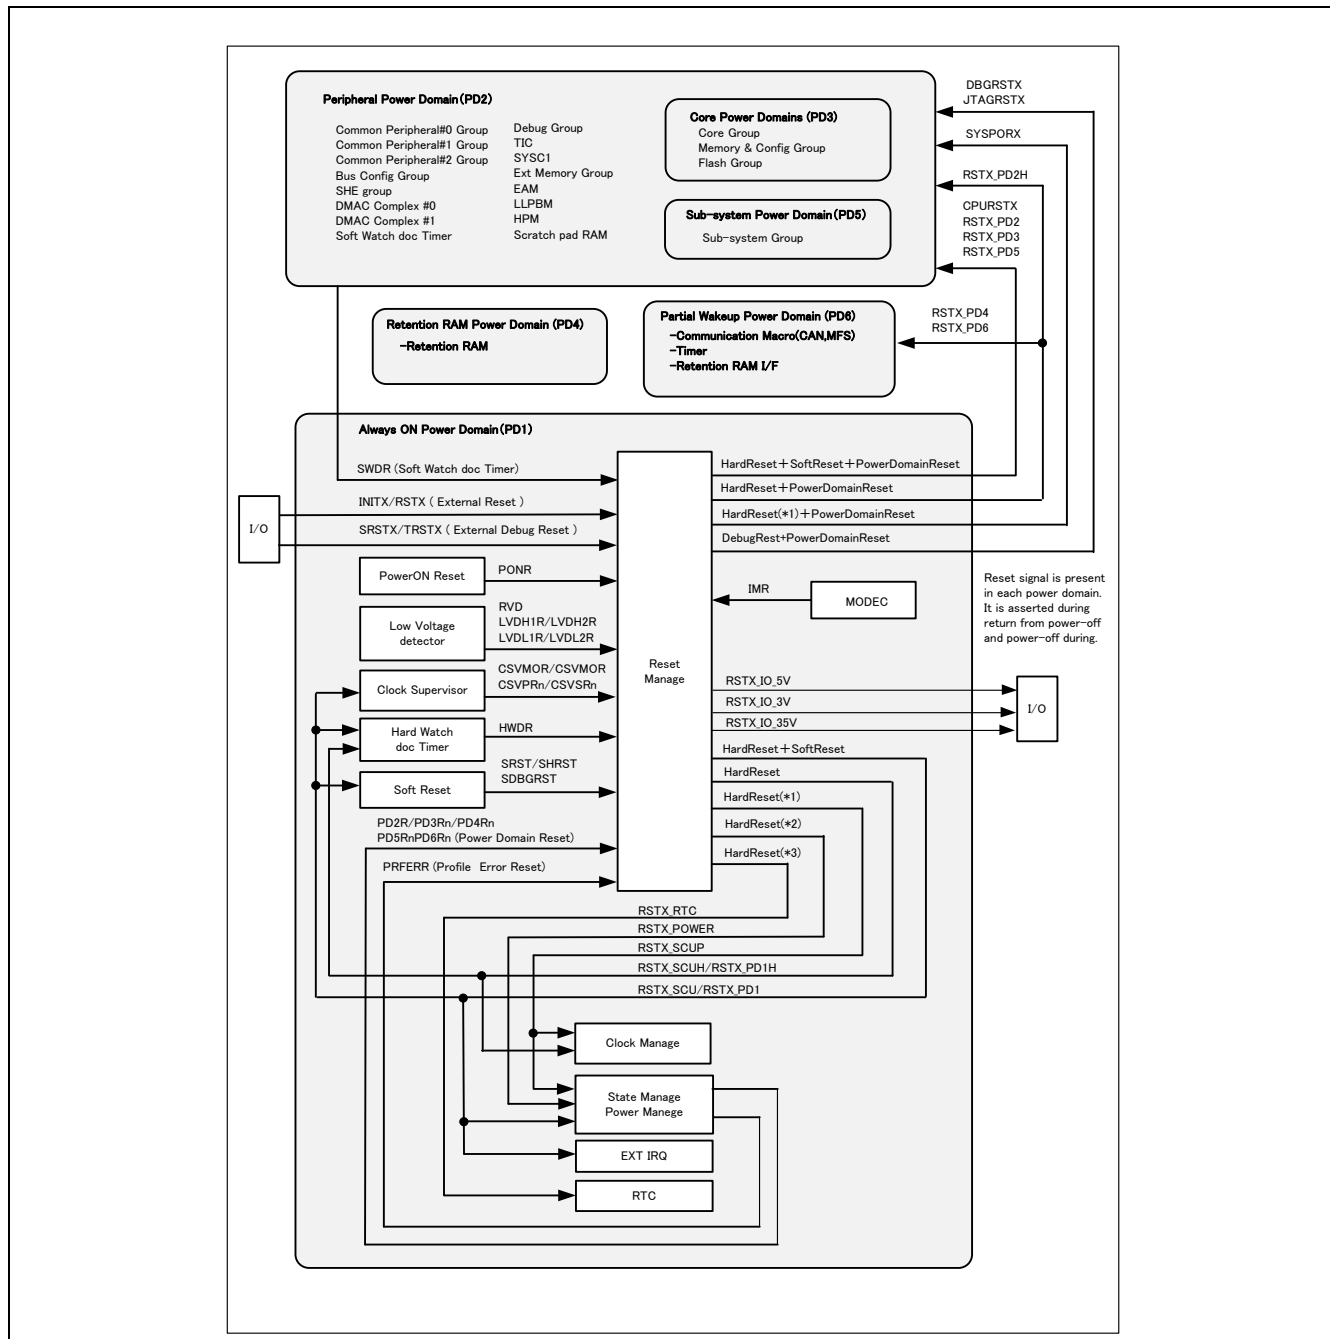 Peripheral Power Domain(PD2)
Common Peripheral#0 Group
Common Peripheral#1 Group
Common Peripheral#2 Group
Bus Config Group
SHE group
DMAC Complex #0
DMAC Complex #1
Soft Watch doc Timer
Debug Group
TIC
SYSC1
Ext Memory Group
EAM
LLPBM
HPM
Scratch pad RAM
Core Power Domains (PD3)
Core Group
Memory & Config Group
Flash Group
Sub-system Power Domain(PD5)
Sub-system Group
DBGRSTX
JTAGRSTX
SYSPORX
RSTX_PD2H
CPURSTX
RSTX_PD2
RSTX_PD3
RSTX_PD5
Retention RAM Power Domain (PD4)
-Retention RAM
Partial Wakeup Power Domain (PD6)
-Communication Macro(CAN,MFS)
-Timer
-Retention RAM I/F
RSTX_PD4
RSTX_PD6
Always ON Power Domain(PD1)
SWDR (Soft Watch doc Timer)
INITX/RSTX ( External Reset )
SRSTX/TRSTX ( External Debug Reset )
I/O
PowerON Reset
PONR
Low Voltage
detector
RVD
LVDH1R/LVDH2R
LVDL1R/LVDL2R
Clock Supervisor
CSVMOR/CSVMOR
CSVPRn/CSVSRn
Hard Watch
doc Timer
HWDR
Soft Reset
SRST/SHRST
SDBGRST
PD2R/PD3Rn/PD4Rn
PD5RnPD6Rn (Power Domain Reset)
PRFERR (Profile Error Reset)
Reset
Manage
HardReset+SoftReset+PowerDomainReset
HardReset+PowerDomainReset
HardReset(*1)+PowerDomainReset
DebugRest+PowerDomainReset
IMR
MODEC
Reset signal is present
in each power domain.
It is asserted during
return from power-off
and power-off during.
RSTX_IO_5V
RSTX_IO_3V
RSTX_IO_35V
I/O
HardReset+SoftReset
HardReset
HardReset(*1)
HardReset(*2)
HardReset(*3)
RSTX_RTC
RSTX_POWER
RSTX_SCUP
RSTX_SCUH/RSTX_PD1H
RSTX_SCU/RSTX_PD1
Clock Manage
State Manage
Power Manege
EXT IRQ
RTC